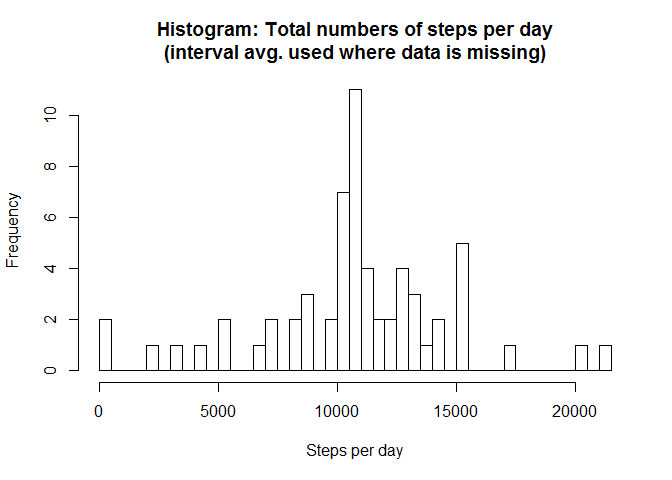 Histogram: Total numbers of steps per day
(interval avg. used where data is missing)
Frequency
10
8
6
4
2
0
0 5000 10000 15000 20000
Steps per day